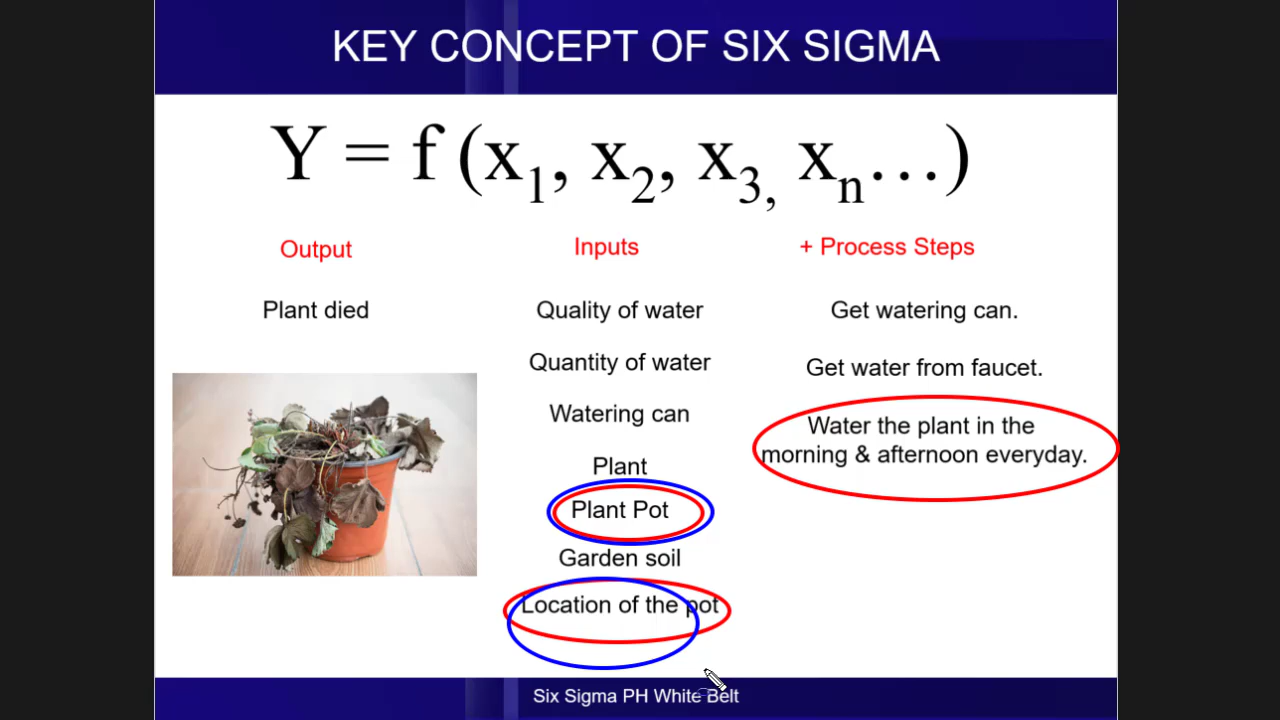 KEY CONCEPT OF SIX SIGMA
Y = f (x1, x2, x3, xn…)
Output
Inputs
+ Process Steps
Plant died
Quality of water
Get watering can.
Quantity of water
Get water from faucet.
Watering can
Water the plant in the
morning & afternoon everyday.
Plant
Plant Pot
Garden soil
Location of the pot
Six Sigma PH White Belt